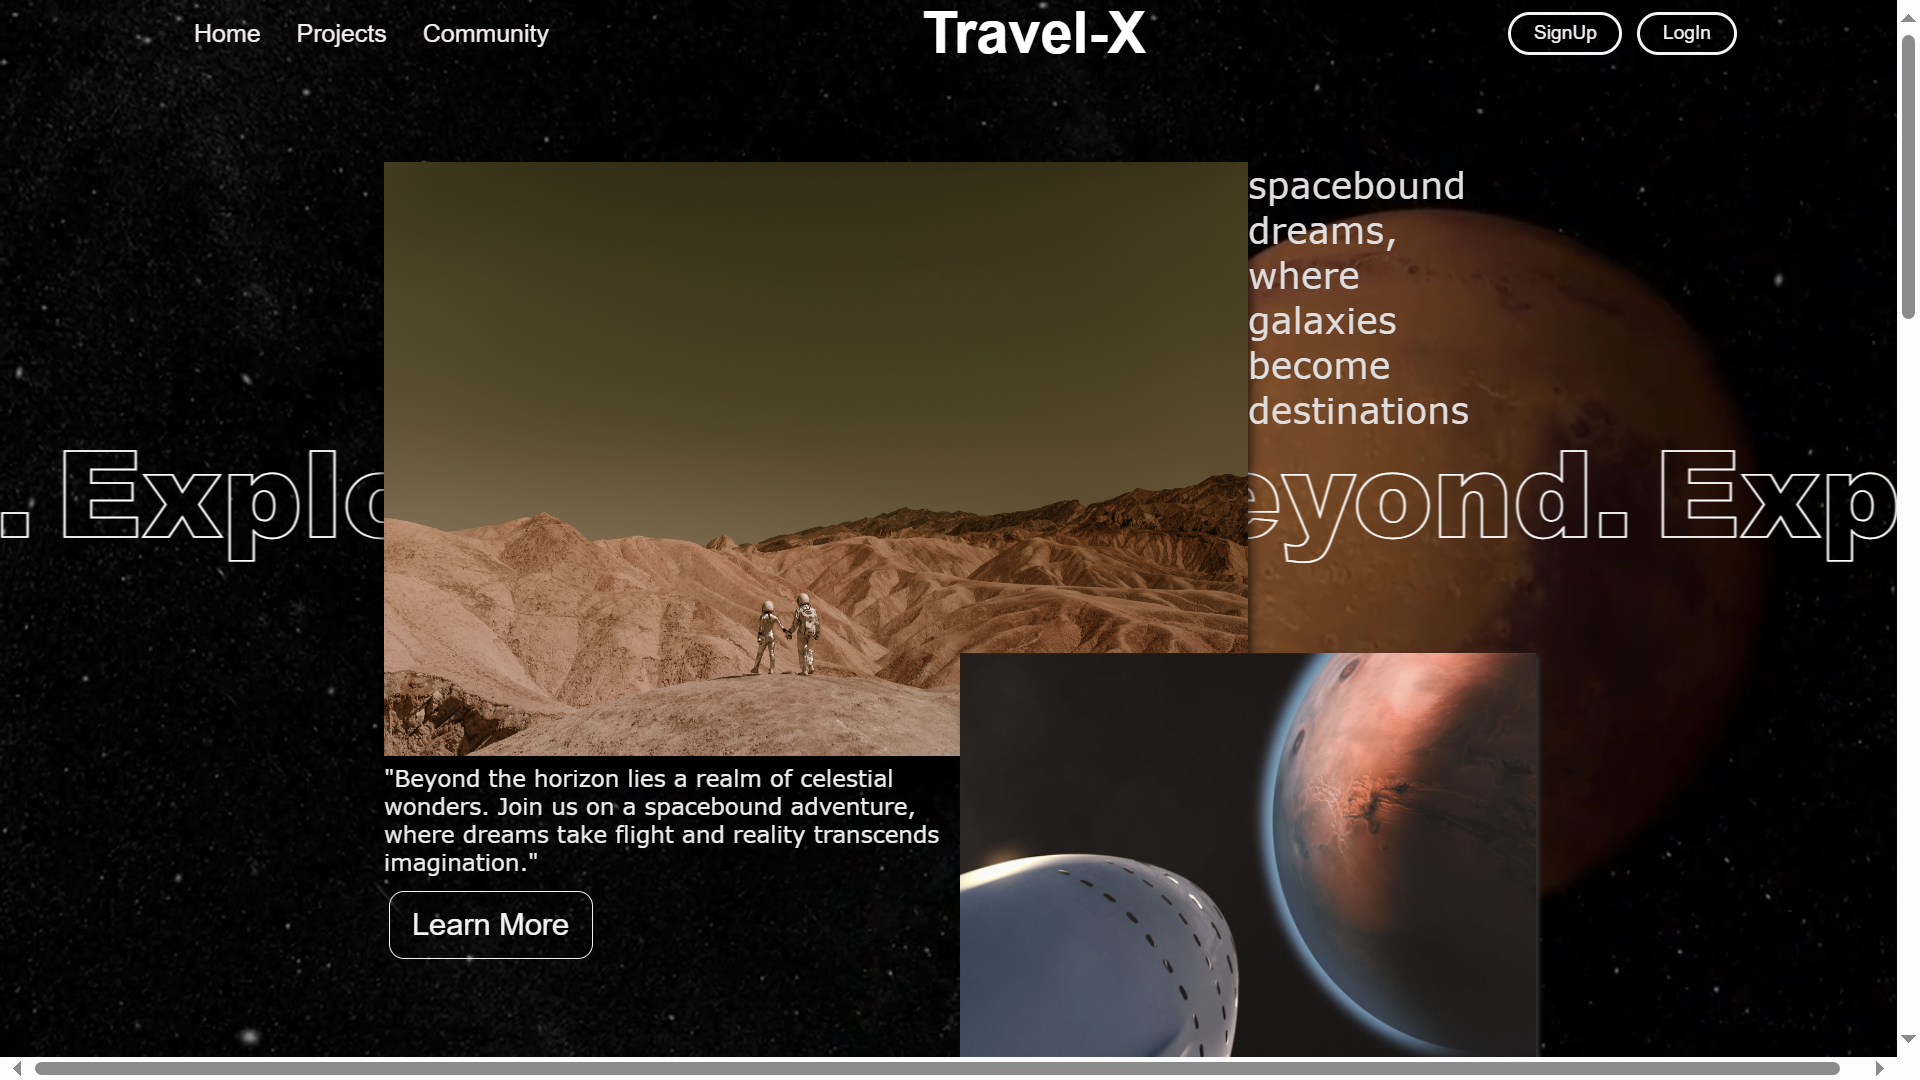 Home Projects Community Travel-X SignUp LogIn
spacebound
dreams,
where
galaxies
become
destinations
. Explo eyond. Exp
"Beyond the horizon lies a realm of celestial
wonders. Join us on a spacebound adventure,
where dreams take flight and reality transcends
imagination."
Learn More